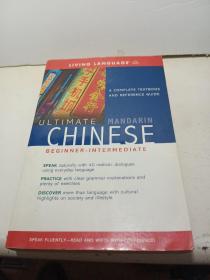 LIVING LANGUAGE
A COMPLETE TEXTBOOK
AND REFERENCE GUIDE
ULTIMATE MANDARIN
CHINESE
BEGINNER-INTERMEDIATE
SPEAK naturally with 40 realistic dialogues
using everyday language
PRACTICE with clear grammar explanations and
plenty of exercises
DISCOVER more than language with cultural
highlights on society and lifestyle
SPEAK FLUENTLY—READ AND WRITE WITH CONFIDENCE!